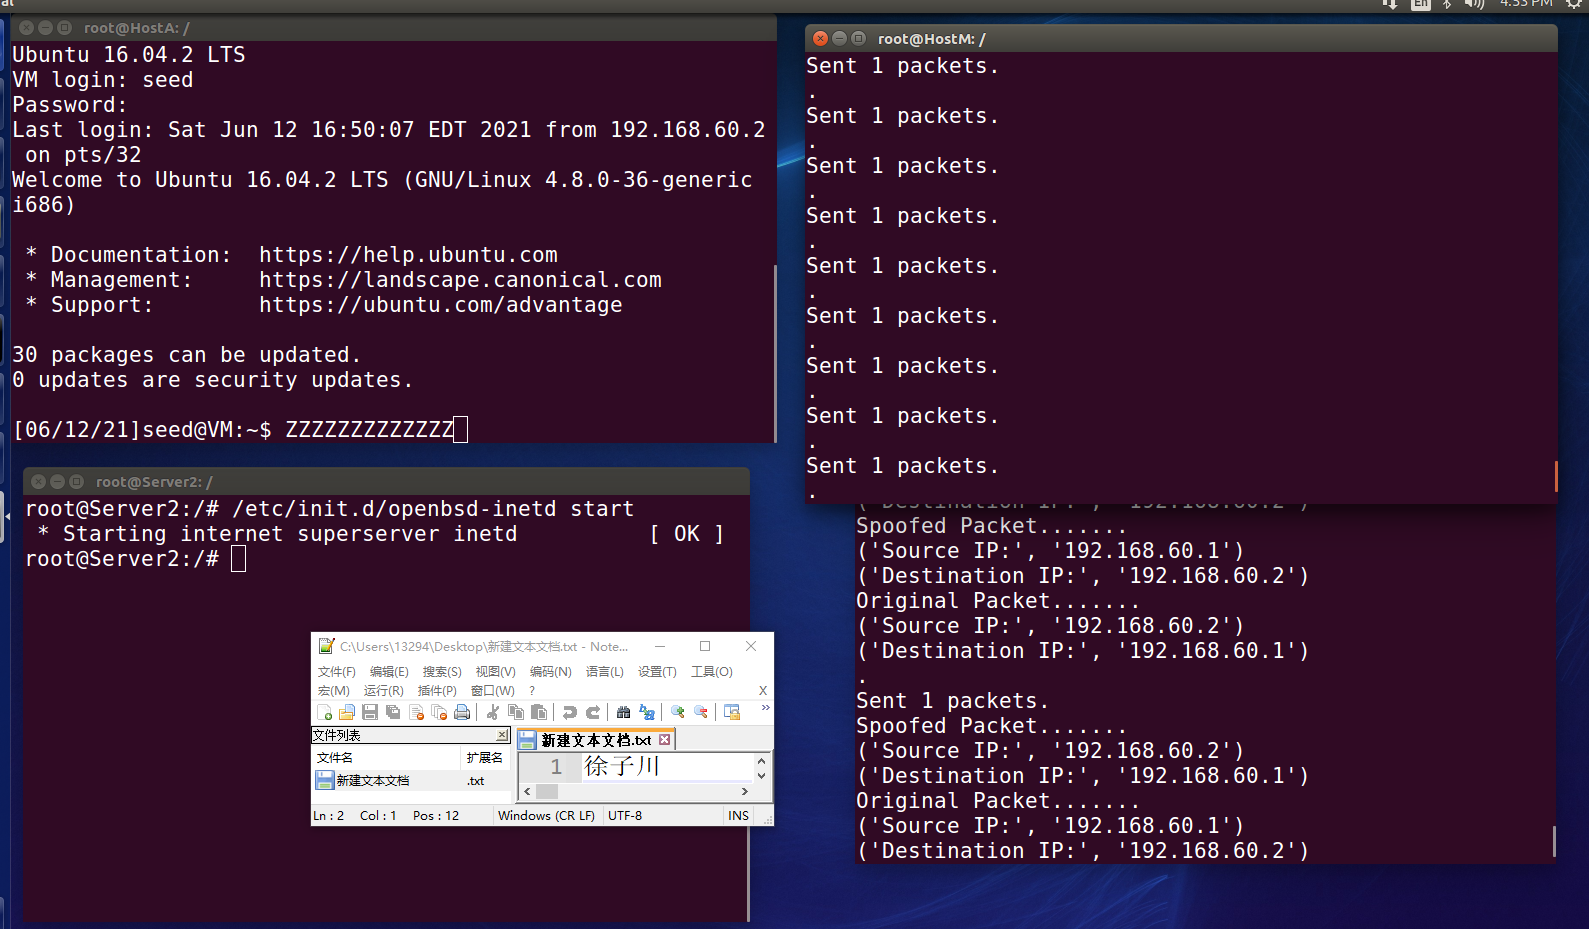 al
En
4:33 PM
root@HostA: /
Ubuntu 16.04.2 LTS
VM login: seed
Password:
Last login: Sat Jun 12 16:50:07 EDT 2021 from 192.168.60.2
on pts/32
Welcome to Ubuntu 16.04.2 LTS (GNU/Linux 4.8.0-36-generic
i686)
* Documentation:  https://help.ubuntu.com
* Management:     https://landscape.canonical.com
* Support:        https://ubuntu.com/advantage
30 packages can be updated.
0 updates are security updates.
[06/12/21]seed@VM:~$ ZZZZZZZZZZZZZ
root@HostM: /
Sent 1 packets.
.
Sent 1 packets.
.
Sent 1 packets.
.
Sent 1 packets.
.
Sent 1 packets.
.
Sent 1 packets.
.
Sent 1 packets.
.
Sent 1 packets.
.
Sent 1 packets.
.
('Destination IP:', '192.168.60.2')
Spoofed Packet.......
('Source IP:', '192.168.60.1')
('Destination IP:', '192.168.60.2')
Original Packet.......
('Source IP:', '192.168.60.2')
('Destination IP:', '192.168.60.1')
.
Sent 1 packets.
Spoofed Packet.......
('Source IP:', '192.168.60.2')
('Destination IP:', '192.168.60.1')
Original Packet.......
('Source IP:', '192.168.60.1')
('Destination IP:', '192.168.60.2')
root@Server2: /
root@Server2:/# /etc/init.d/openbsd-inetd start
* Starting internet superserver inetd          [ OK ]
root@Server2:/#
C:\Users\13294\Desktop\新建文本文档.txt - Note...
文件(F) 编辑(E) 搜索(S) 视图(V) 编码(N) 语言(L) 设置(T) 工具(O)
宏(M) 运行(R) 插件(P) 窗口(W) ? X
文件列表
文件名 扩展名
新建文本文档 .txt
新建文本文档.txt
1 徐子川
Ln : 2 Col : 1 Pos : 12 Windows (CR LF) UTF-8 INS